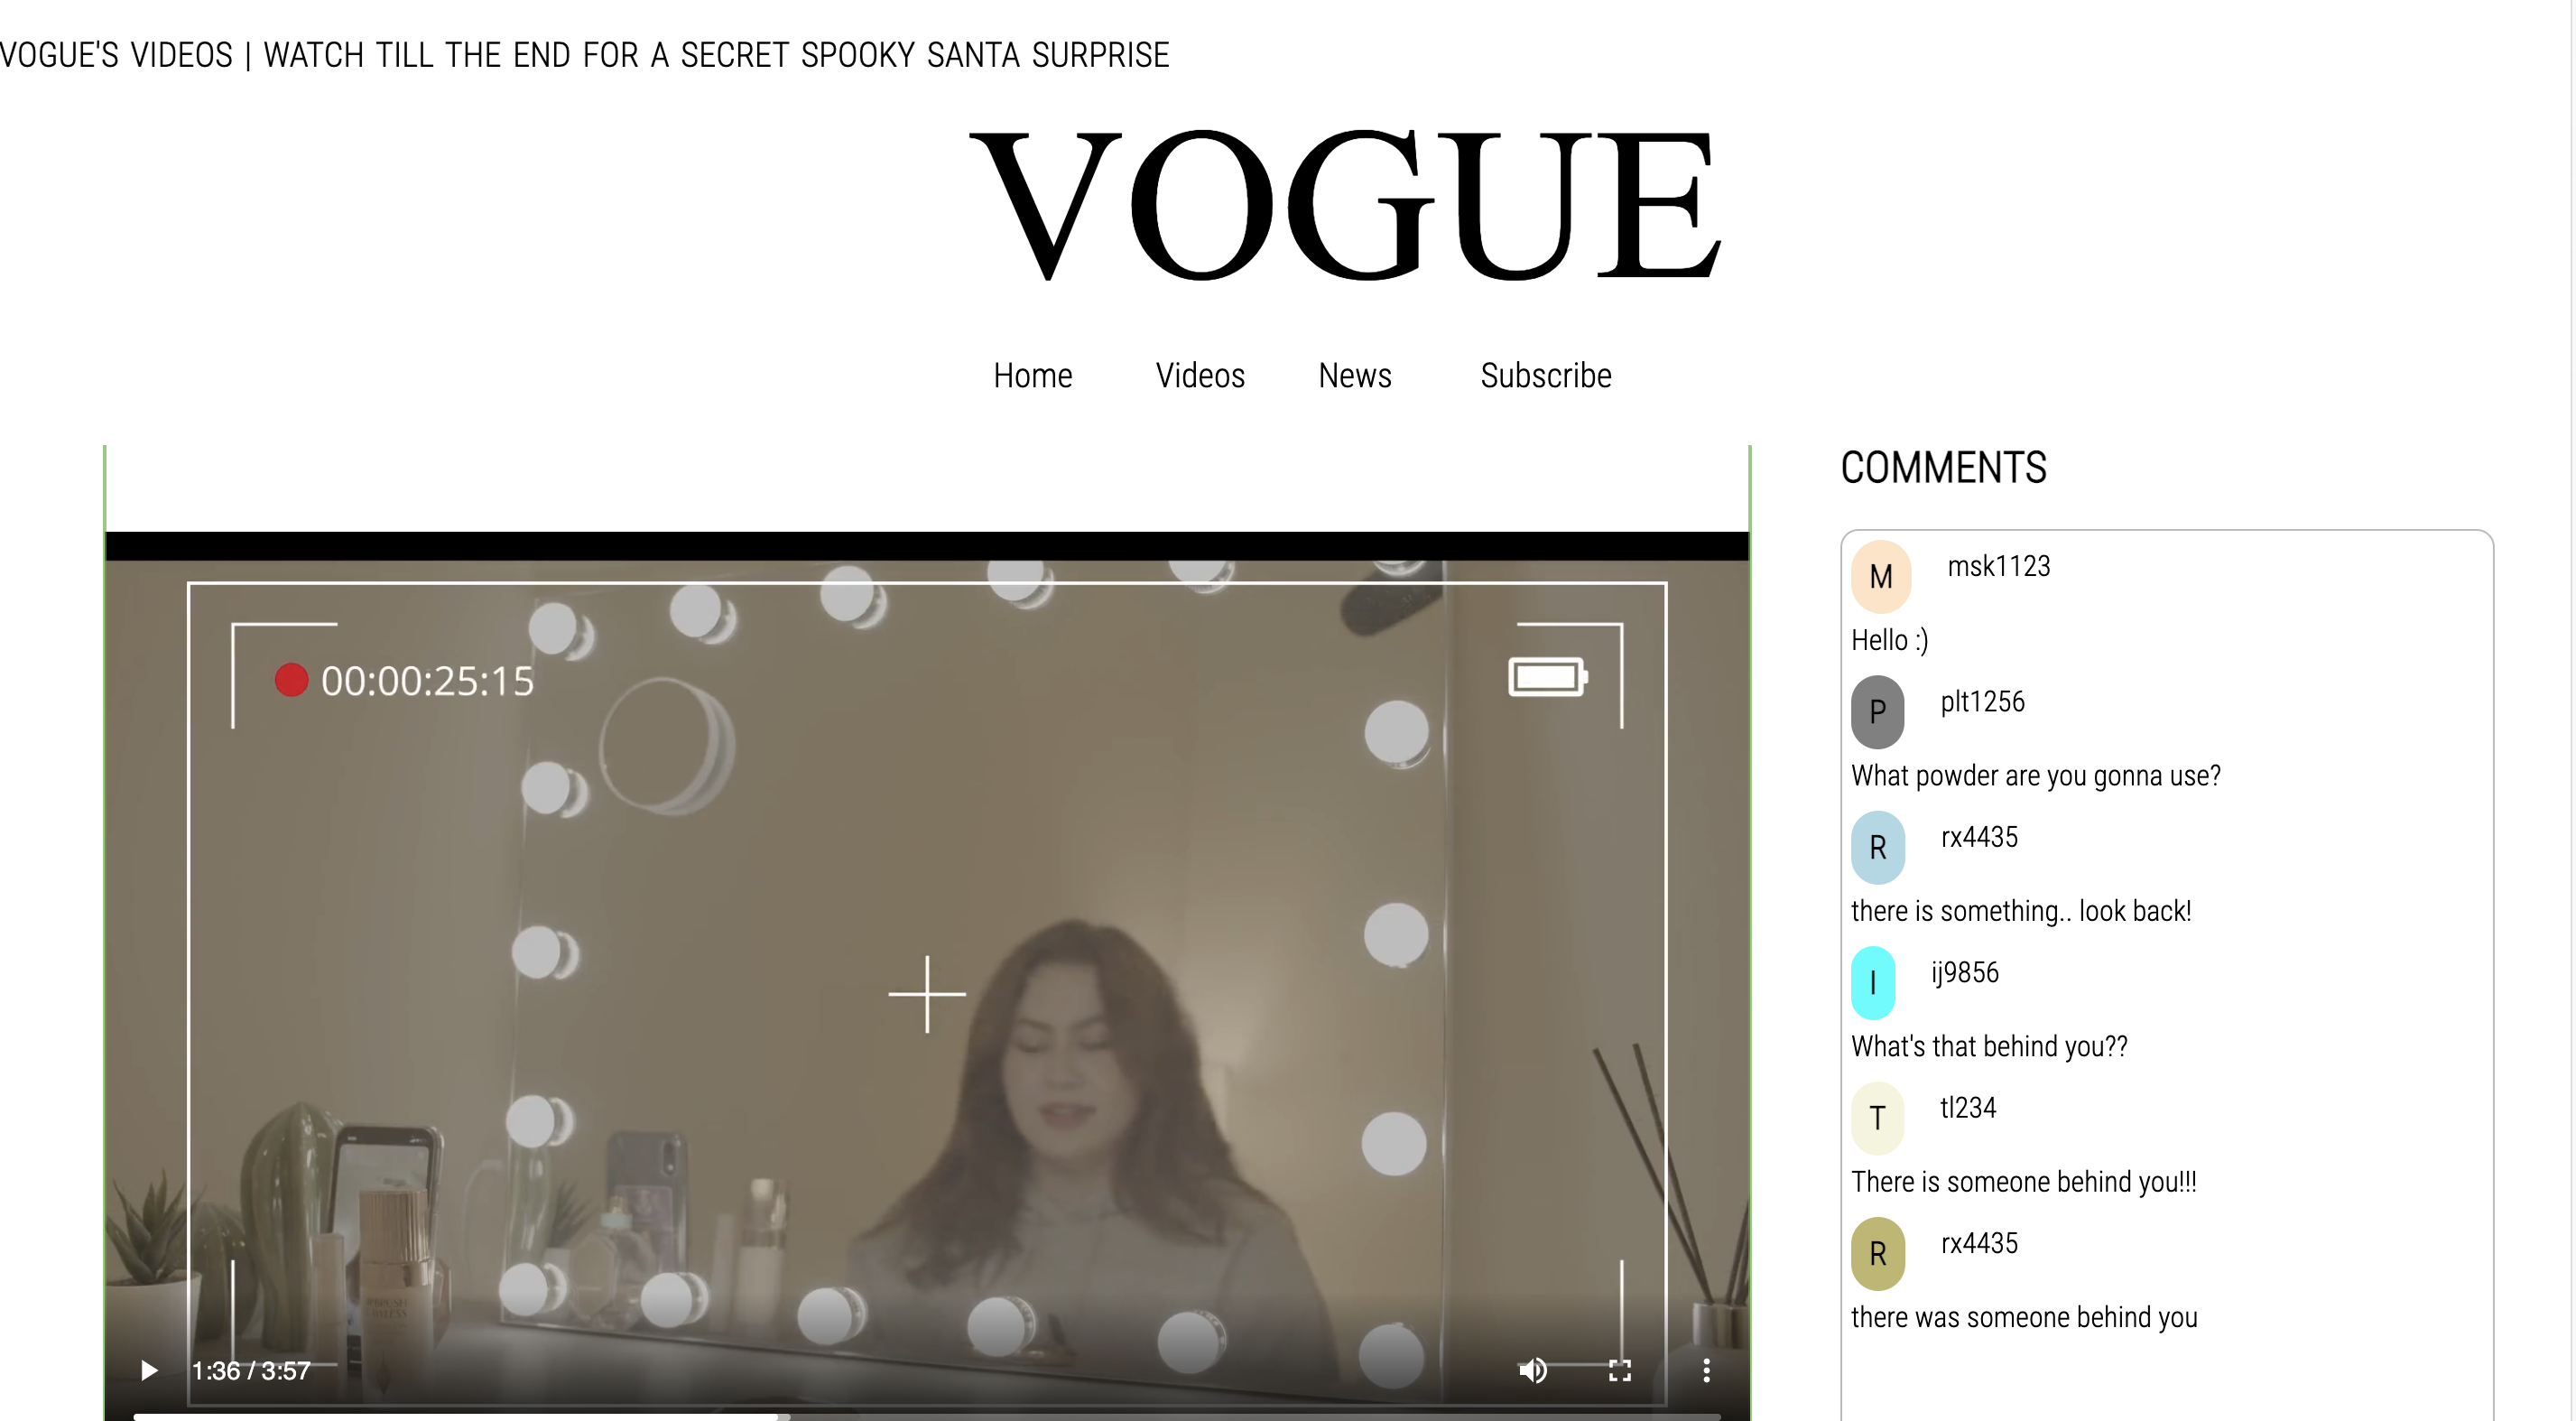 VOGUE'S VIDEOS | WATCH TILL THE END FOR A SECRET SPOOKY SANTA SURPRISE
VOGUE
Home Videos News Subscribe
COMMENTS
M msk1123
Hello :)
P plt1256
What powder are you gonna use?
R rx4435
there is something.. look back!
I ij9856
What's that behind you??
T tl234
There is someone behind you!!!
R rx4435
there was someone behind you
00:00:25:15
1:36 / 3:57